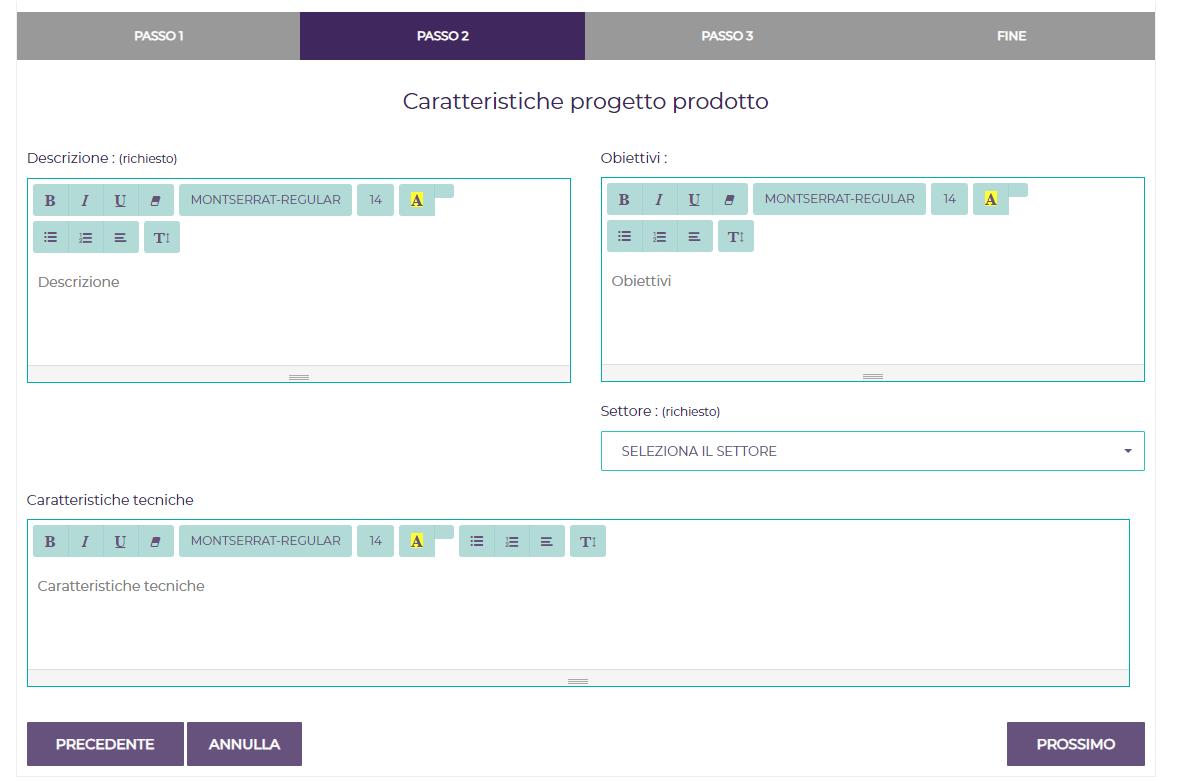 PASSO 1 PASSO 2 PASSO 3 FINE
Caratteristiche progetto prodotto
Descrizione : (richiesto)
B I U MONTSERRAT-REGULAR 14 A
T
Descrizione
Obiettivi :
B I U MONTSERRAT-REGULAR 14 A
T
Obiettivi
Settore : (richiesto)
SELEZIONA IL SETTORE
Caratteristiche tecniche
B I U MONTSERRAT-REGULAR 14 A T
Caratteristiche tecniche
PRECEDENTE ANNULLA PROSSIMO